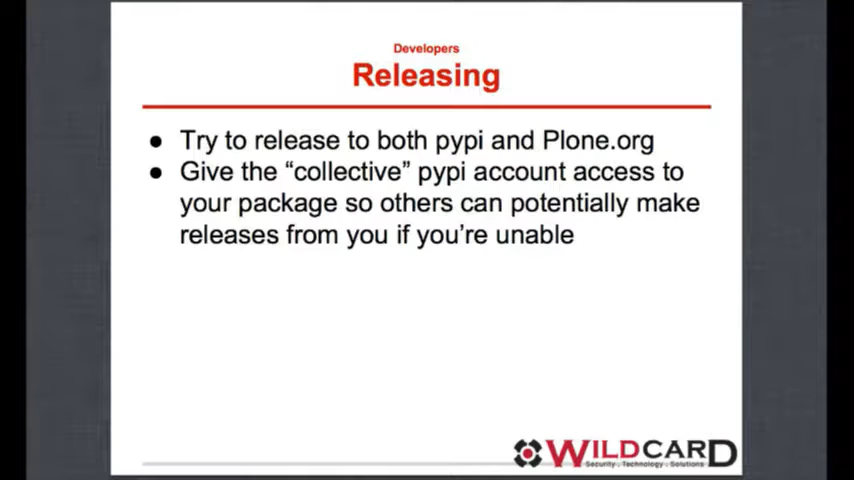 Developers
Releasing
● Try to release to both pypi and Plone.org
● Give the “collective” pypi account access to
your package so others can potentially make
releases from you if you’re unable
WILDCARD
Security . Technology . Solutions